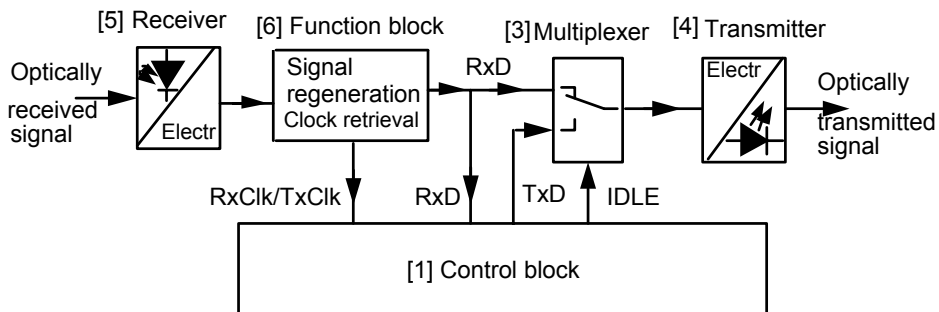 [5] Receiver
[6] Function block
[3] Multiplexer
[4] Transmitter
Optically
received
signal
Electr
Signal
regeneration
Clock retrieval
RxD
Electr
Optically
transmitted
signal
RxClk/TxClk
RxD
TxD
IDLE
[1] Control block